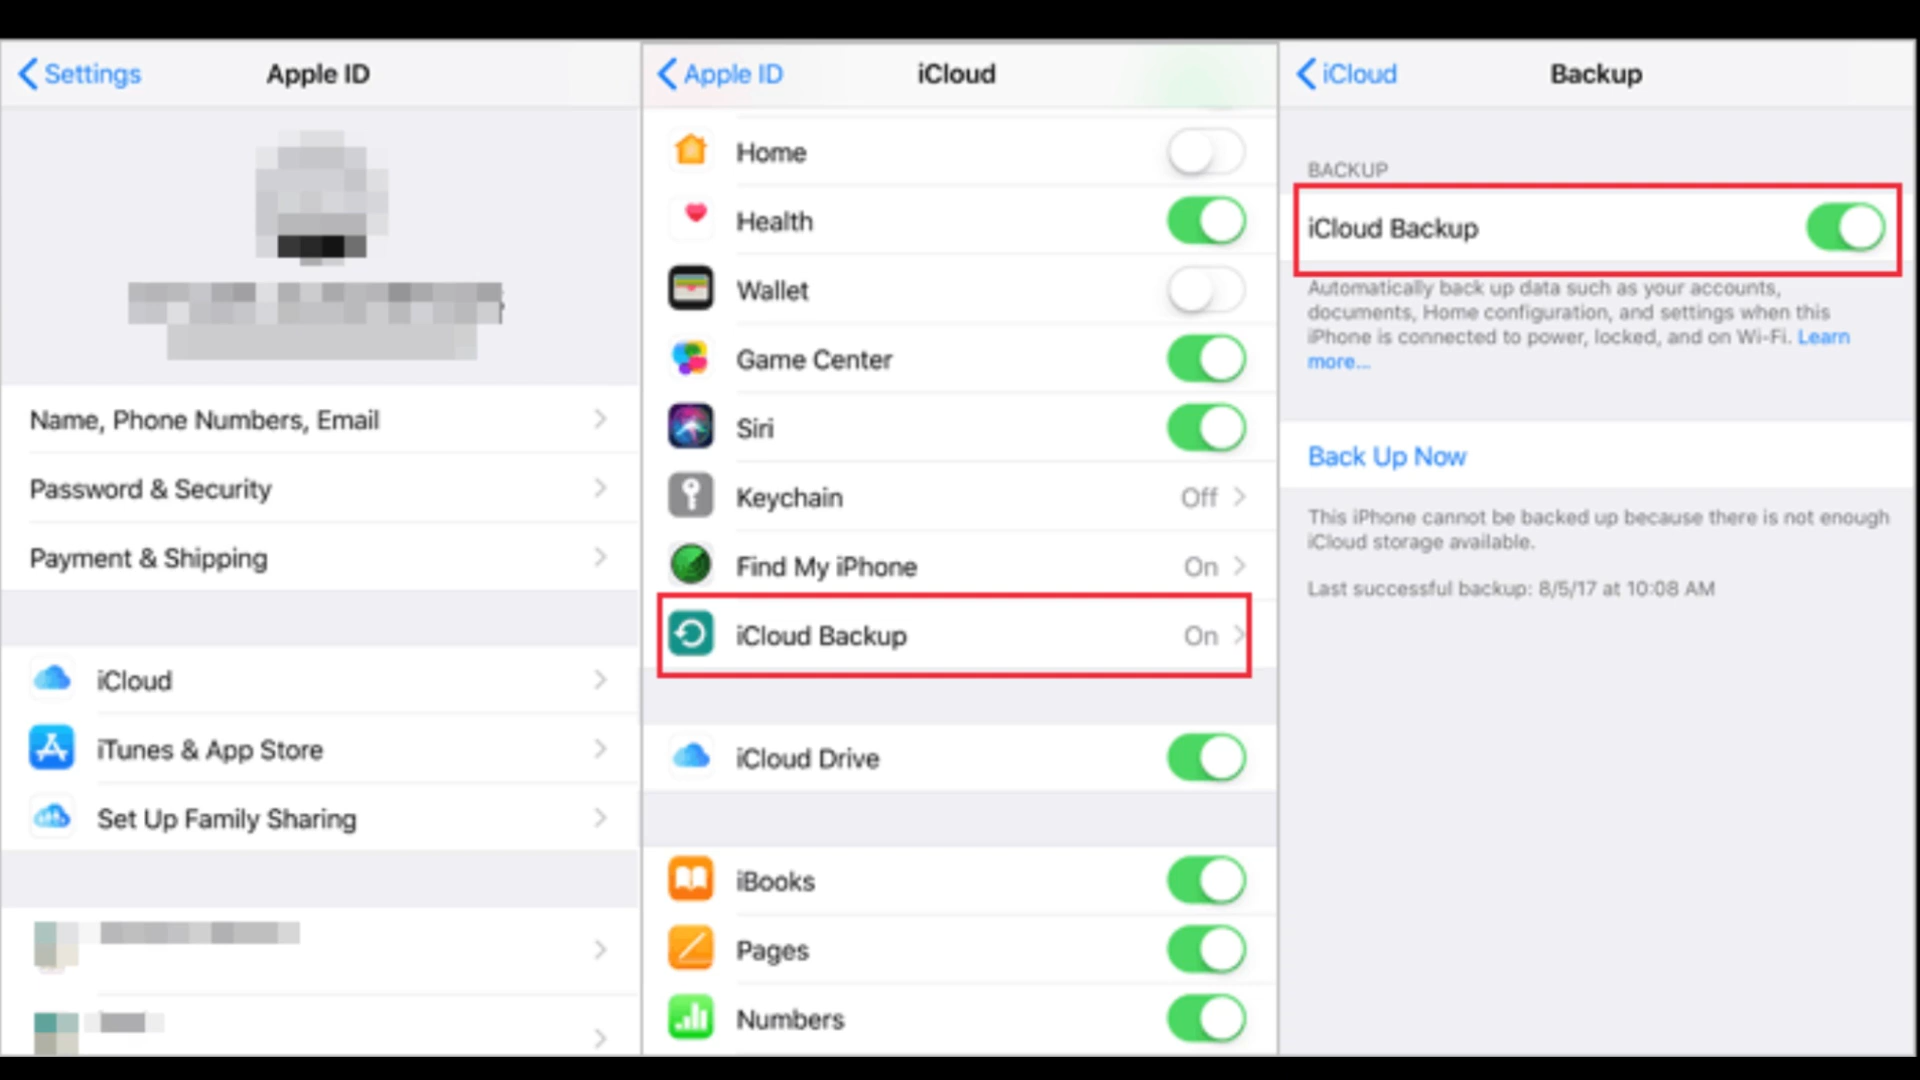 Settings
Apple ID
Name, Phone Numbers, Email
Password & Security
Payment & Shipping
iCloud
iTunes & App Store
Set Up Family Sharing
Apple ID
iCloud
Home
Health
Wallet
Game Center
Siri
Keychain Off
Find My iPhone On
iCloud Backup On
iCloud Drive
iBooks
Pages
Numbers
iCloud
Backup
BACKUP
iCloud Backup
Automatically back up data such as your accounts,
documents, Home configuration, and settings when this
iPhone is connected to power, locked, and on Wi-Fi. Learn
more...
Back Up Now
This iPhone cannot be backed up because there is not enough
iCloud storage available.
Last successful backup: 8/5/17 at 10:08 AM